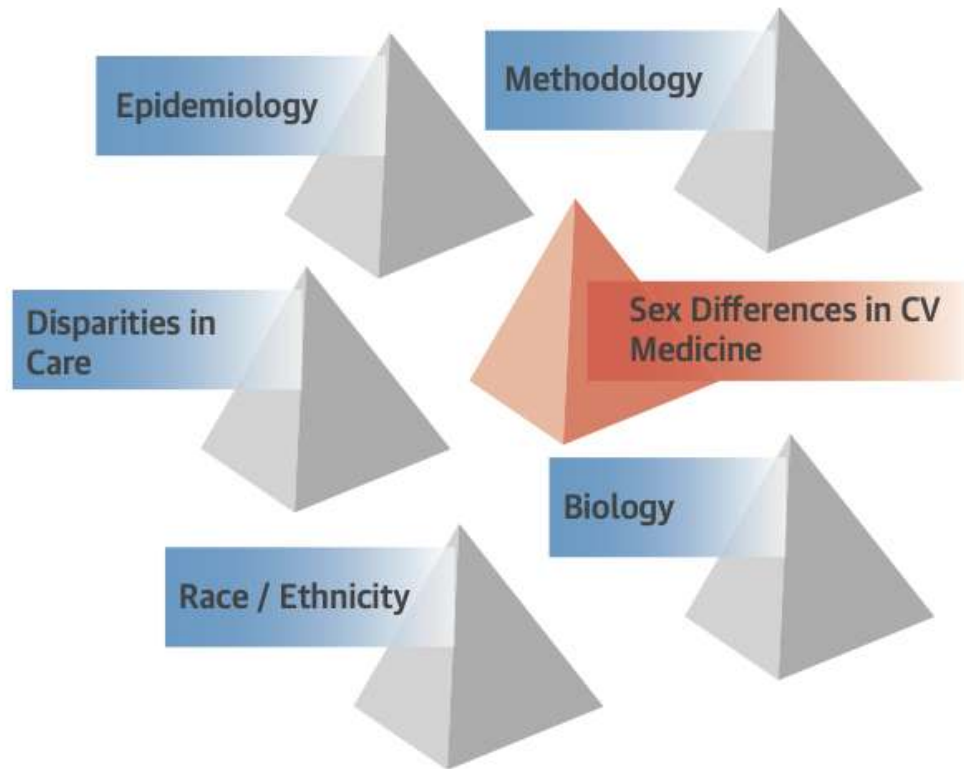 Epidemiology
Methodology
Disparities in
Care
Sex Differences in CV
Medicine
Biology
Race / Ethnicity